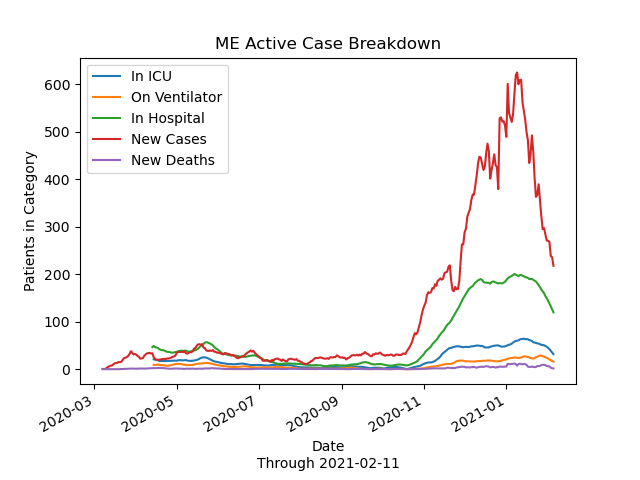 ME Active Case Breakdown
In ICU
On Ventilator
In Hospital
New Cases
New Deaths
Patients in Category
600
500
400
300
200
100
0
2020-03
2020-05
2020-07
2020-09
2020-11
2021-01
Date
Through 2021-02-11